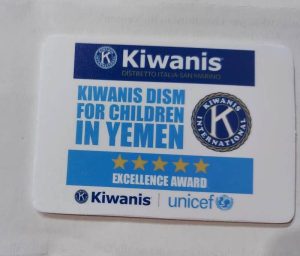 Kiwanis
DISTRETTO ITALIA-SAN MARINO
KIWANIS DISM
FOR CHILDREN
IN YEMEN
KIWANIS
K
INTERNATIONAL
EXCELLENCE AWARD
Kiwanis | unicef